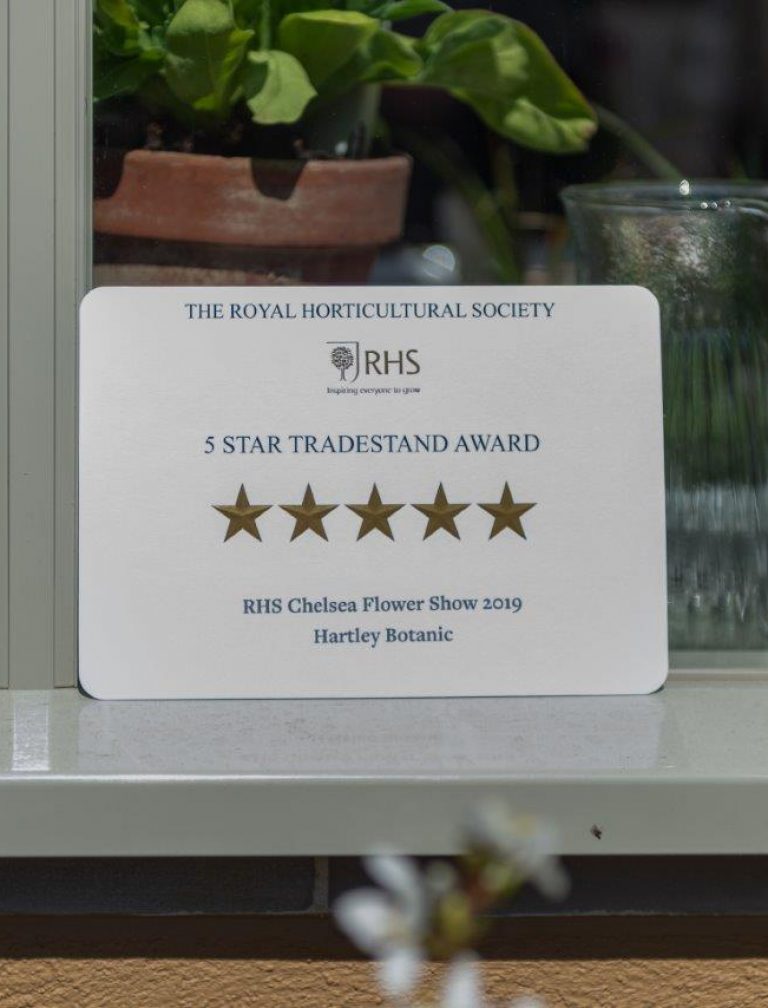 THE ROYAL HORTICULTURAL SOCIETY
RHS
Inspiring everyone to grow
5 STAR TRADESTAND AWARD
RHS Chelsea Flower Show 2019
Hartley Botanic